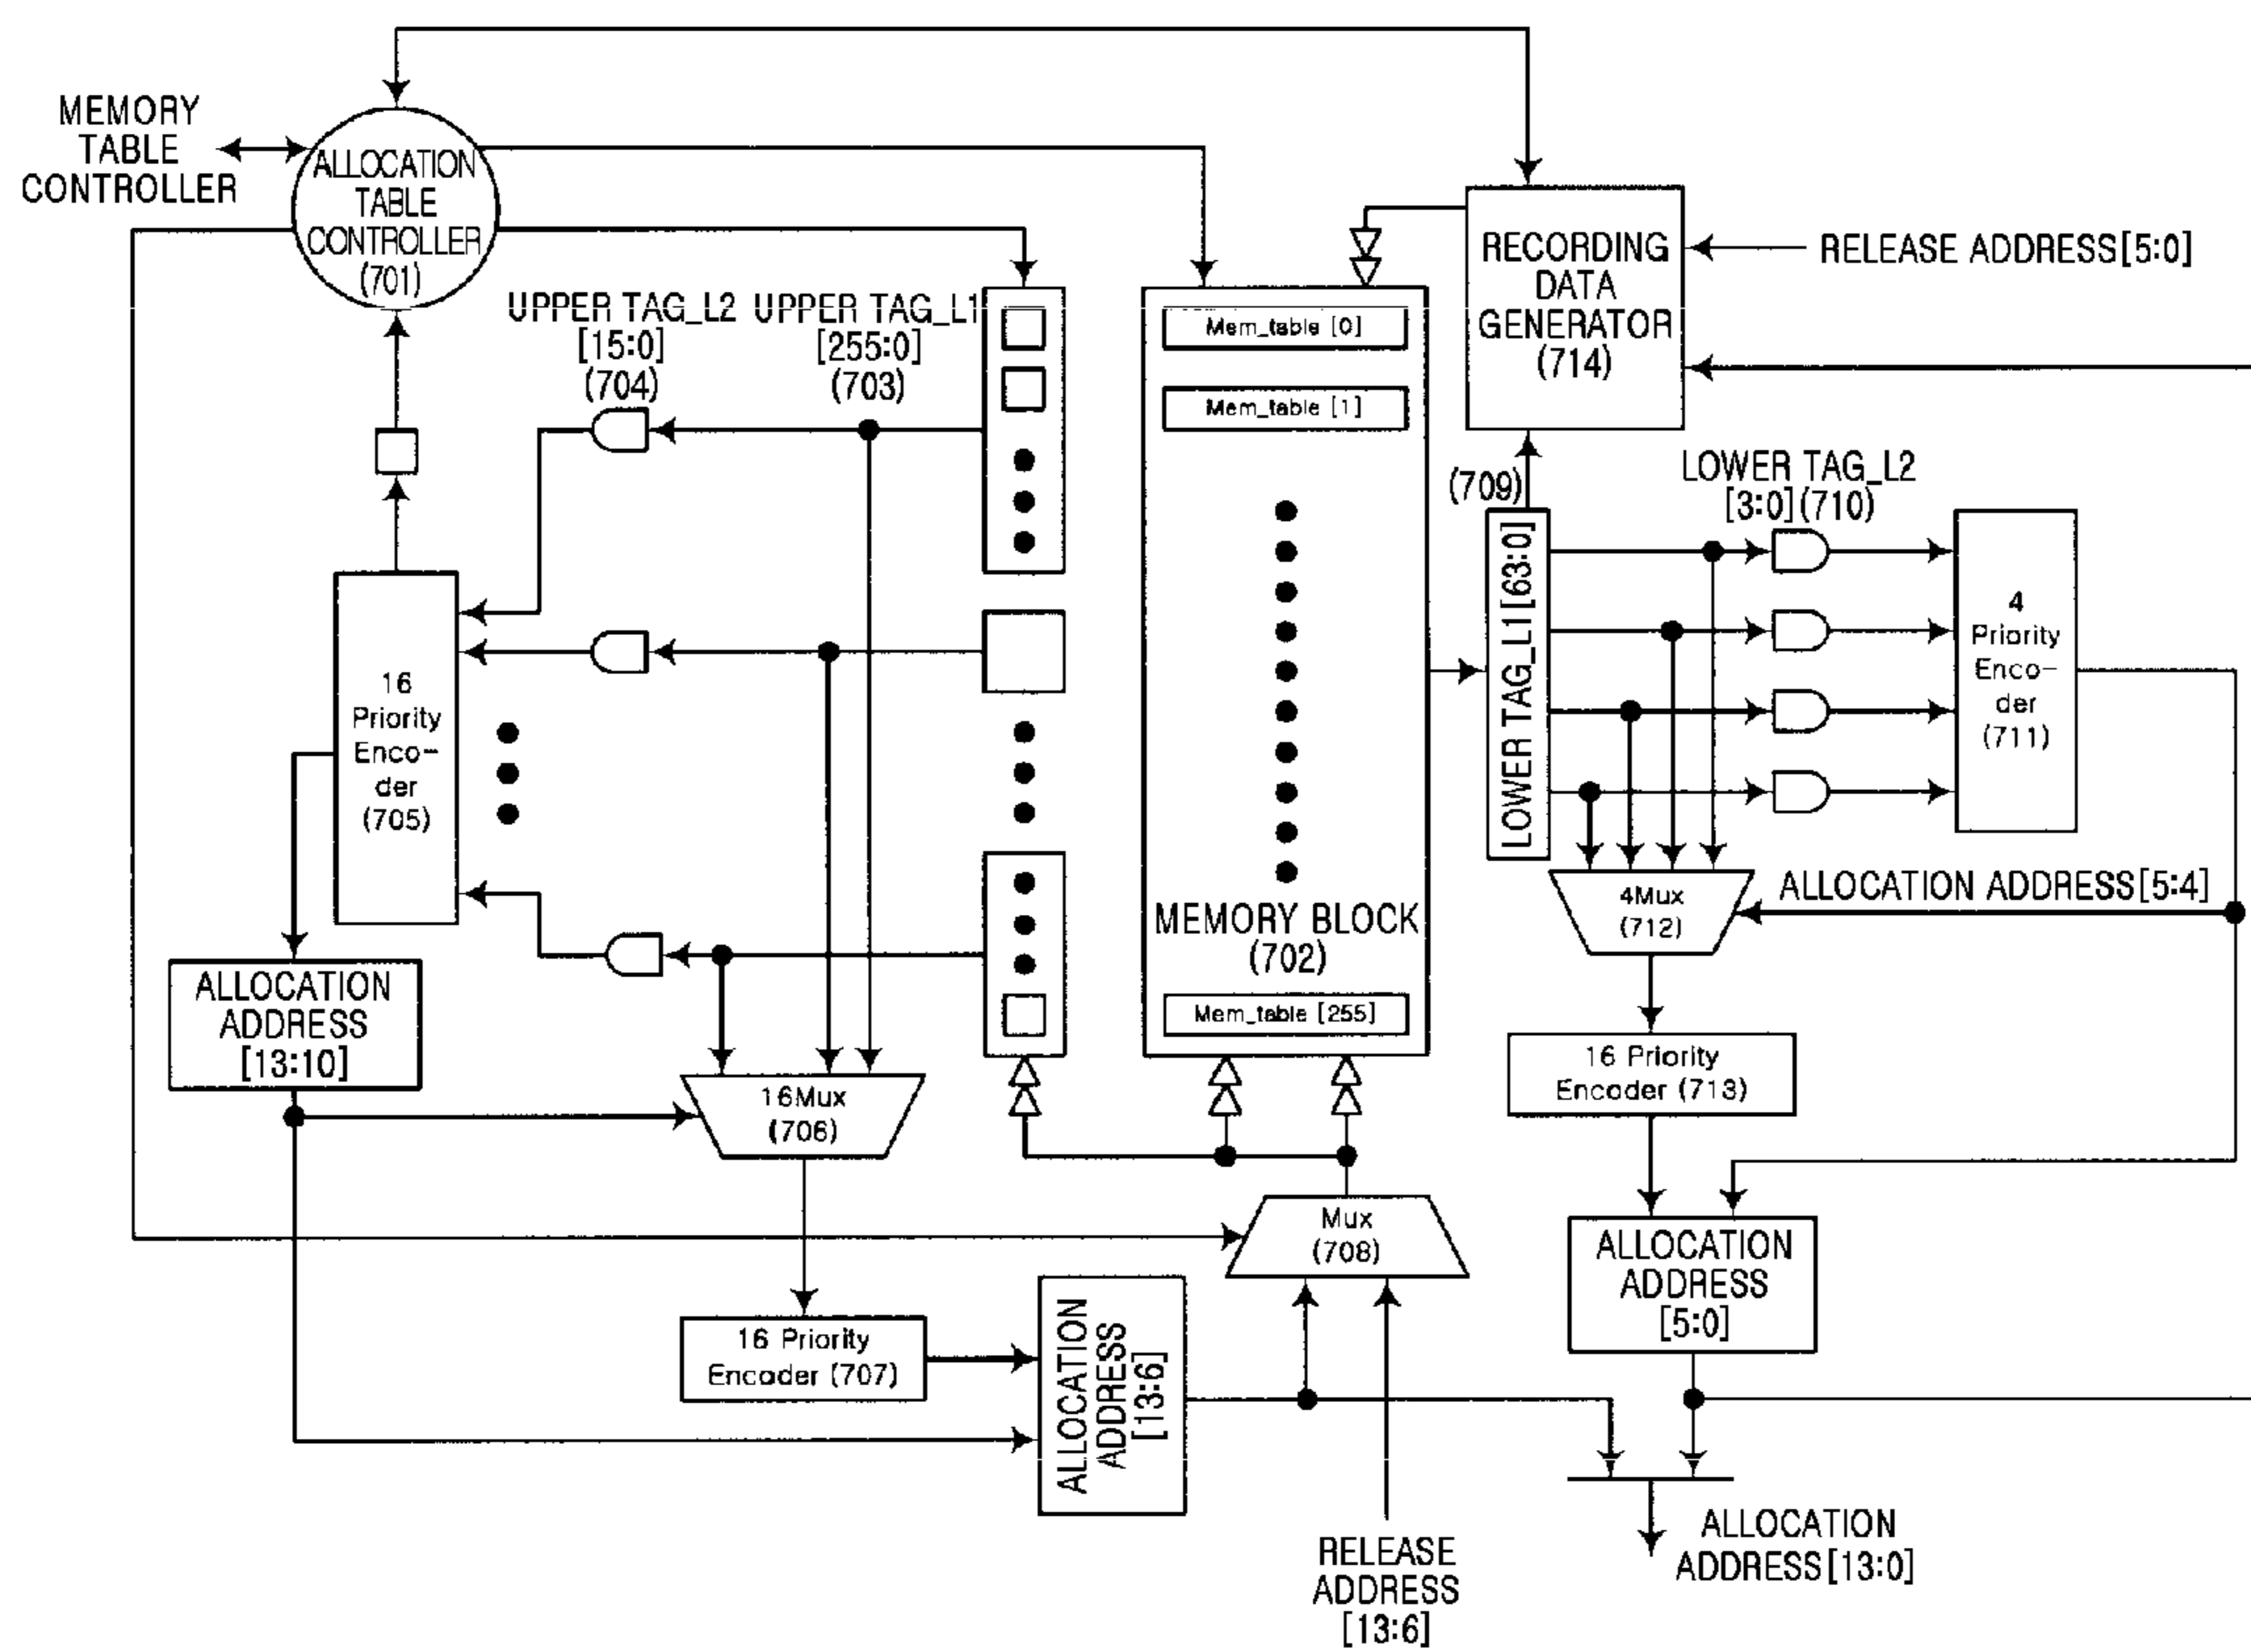 MEMORY
TABLE
CONTROLLER
ALLOCATION
TABLE
CONTROLLER
(701)
UPPER TAG_L2
[15:0]
(704)
UPPER TAG_L1
[255:0]
(703)
Mem_table [0]
Mem_table [1]
MEMORY BLOCK
(702)
Mem_table [255]
RECORDING
DATA
GENERATOR
(714)
RELEASE ADDRESS[5:0]
(709)
LOWER TAG_L1[63:0]
LOWER TAG_L2
[3:0](710)
4
Priority
Enco-
der
(711)
16
Priority
Enco-
der
(705)
4Mux
(712)
ALLOCATION ADDRESS[5:4]
ALLOCATION
ADDRESS
[13:10]
16Mux
(706)
16 Priority
Encoder (713)
Mux
(708)
ALLOCATION
ADDRESS
[5:0]
16 Priority
Encoder (707)
ALLOCATION
ADDRESS
[13:6]
RELEASE
ADDRESS
[13:6]
ALLOCATION
ADDRESS[13:0]